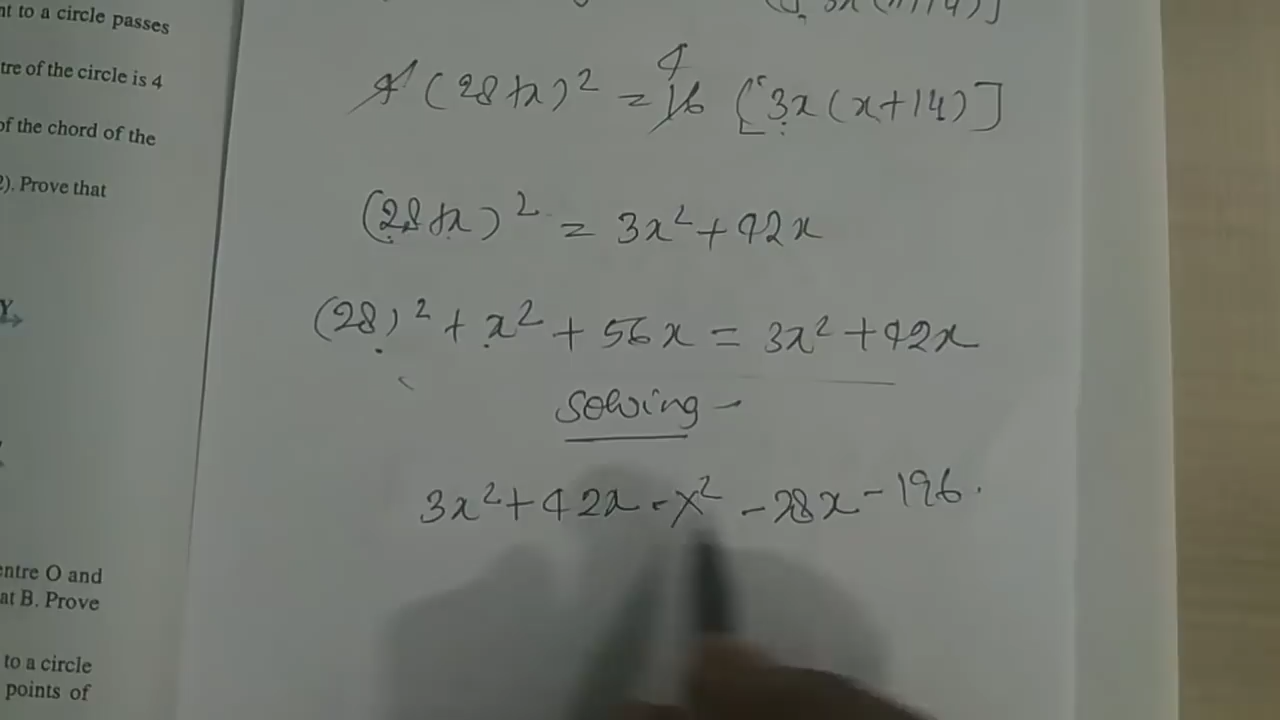 nt to a circle passes
tre of the circle is 4
of the chord of the
2). Prove that
4
4 (28+x)² = 16 [3x(x+14)]
(28+x)² = 3x²+42x
(28)² + x² + 56x = 3x²+42x
Solving -
3x²+42x - x² - 28x - 196.
Y
entre O and
at B. Prove
to a circle
points of